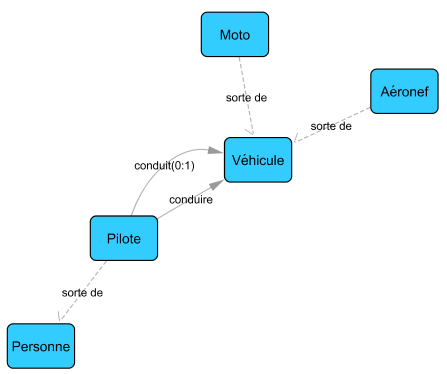 Moto
Aéronef
sorte de
sorte de
Véhicule
conduit(0:1)
conduire
Pilote
sorte de
Personne